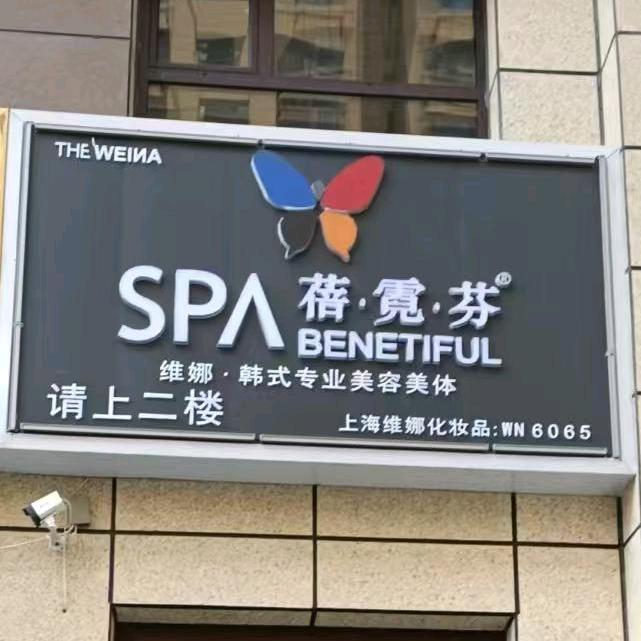 THE WEINA
SPA 蓓·霓·芬®
BENETIFUL
维娜·韩式专业美容美体
请上二楼
上海维娜化妆品:WN 6065